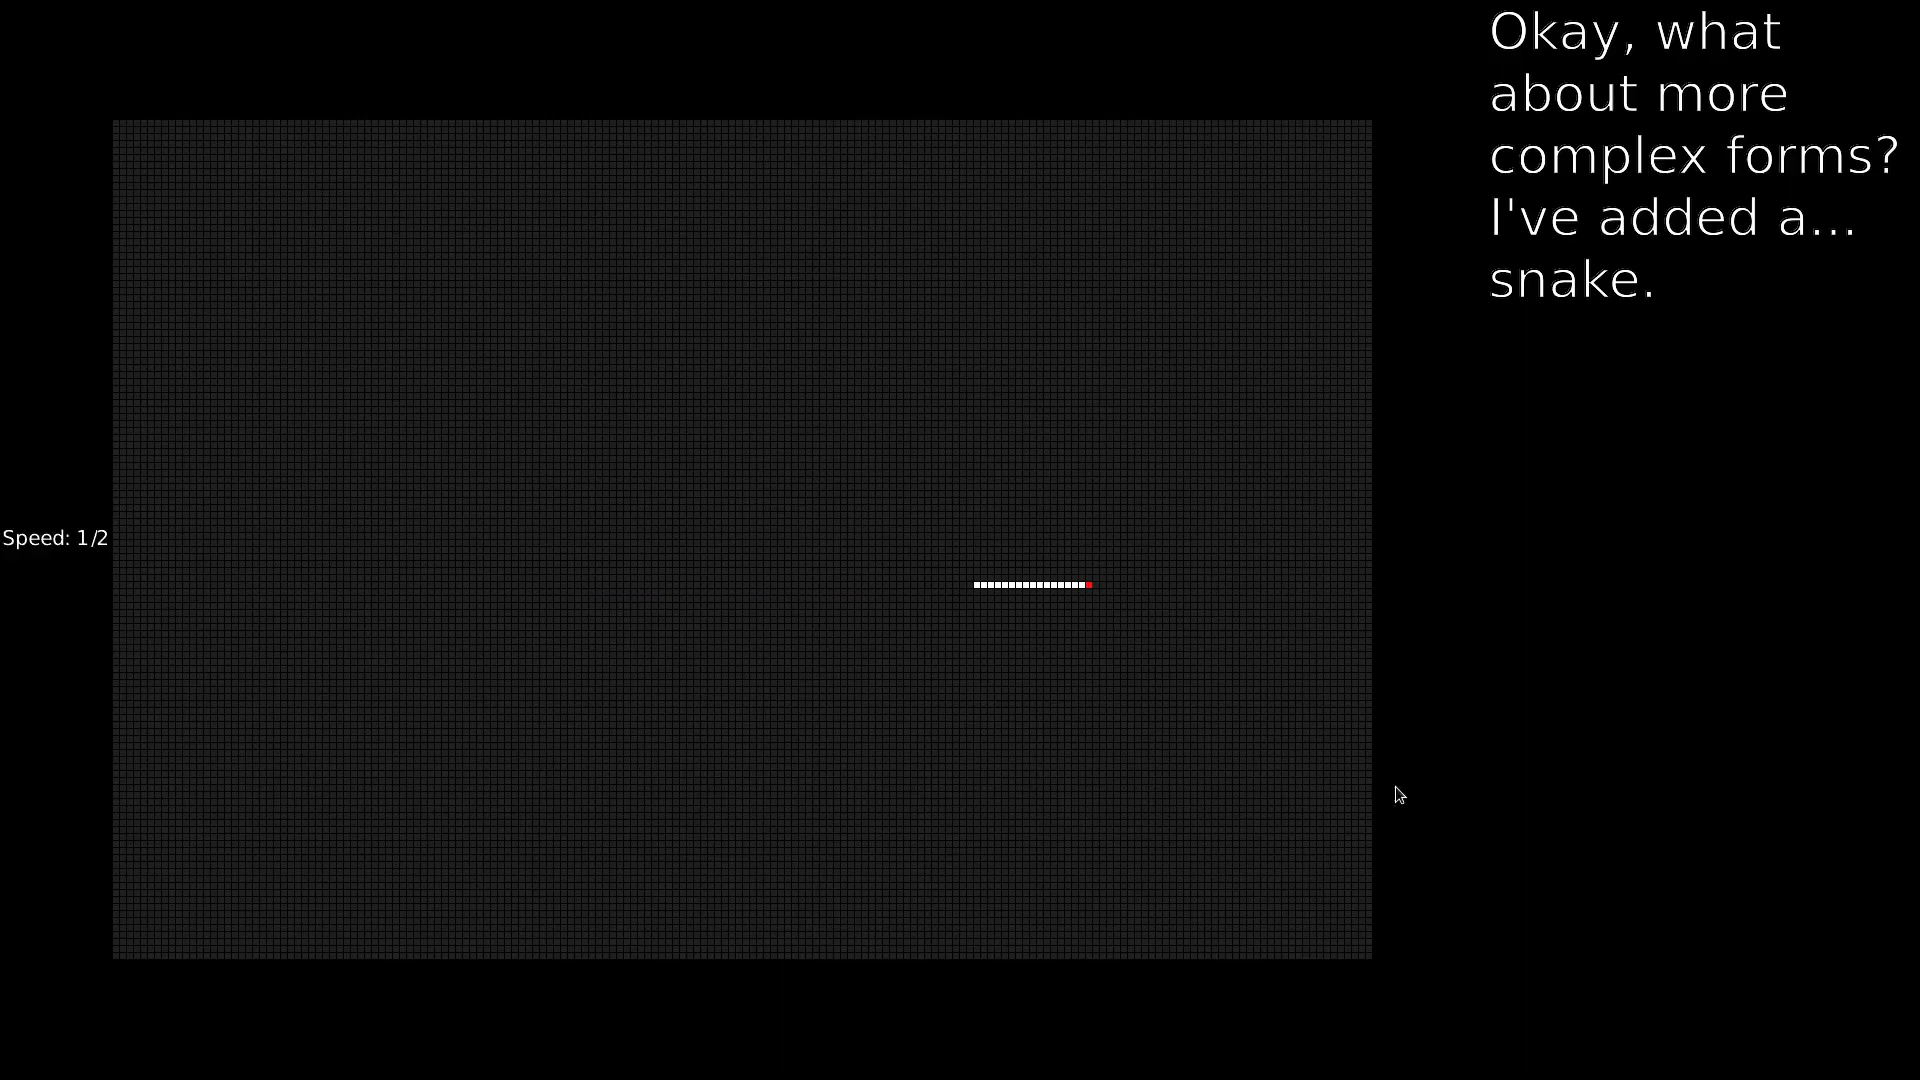 Okay, what
about more
complex forms?
I've added a...
snake.
Speed: 1/2